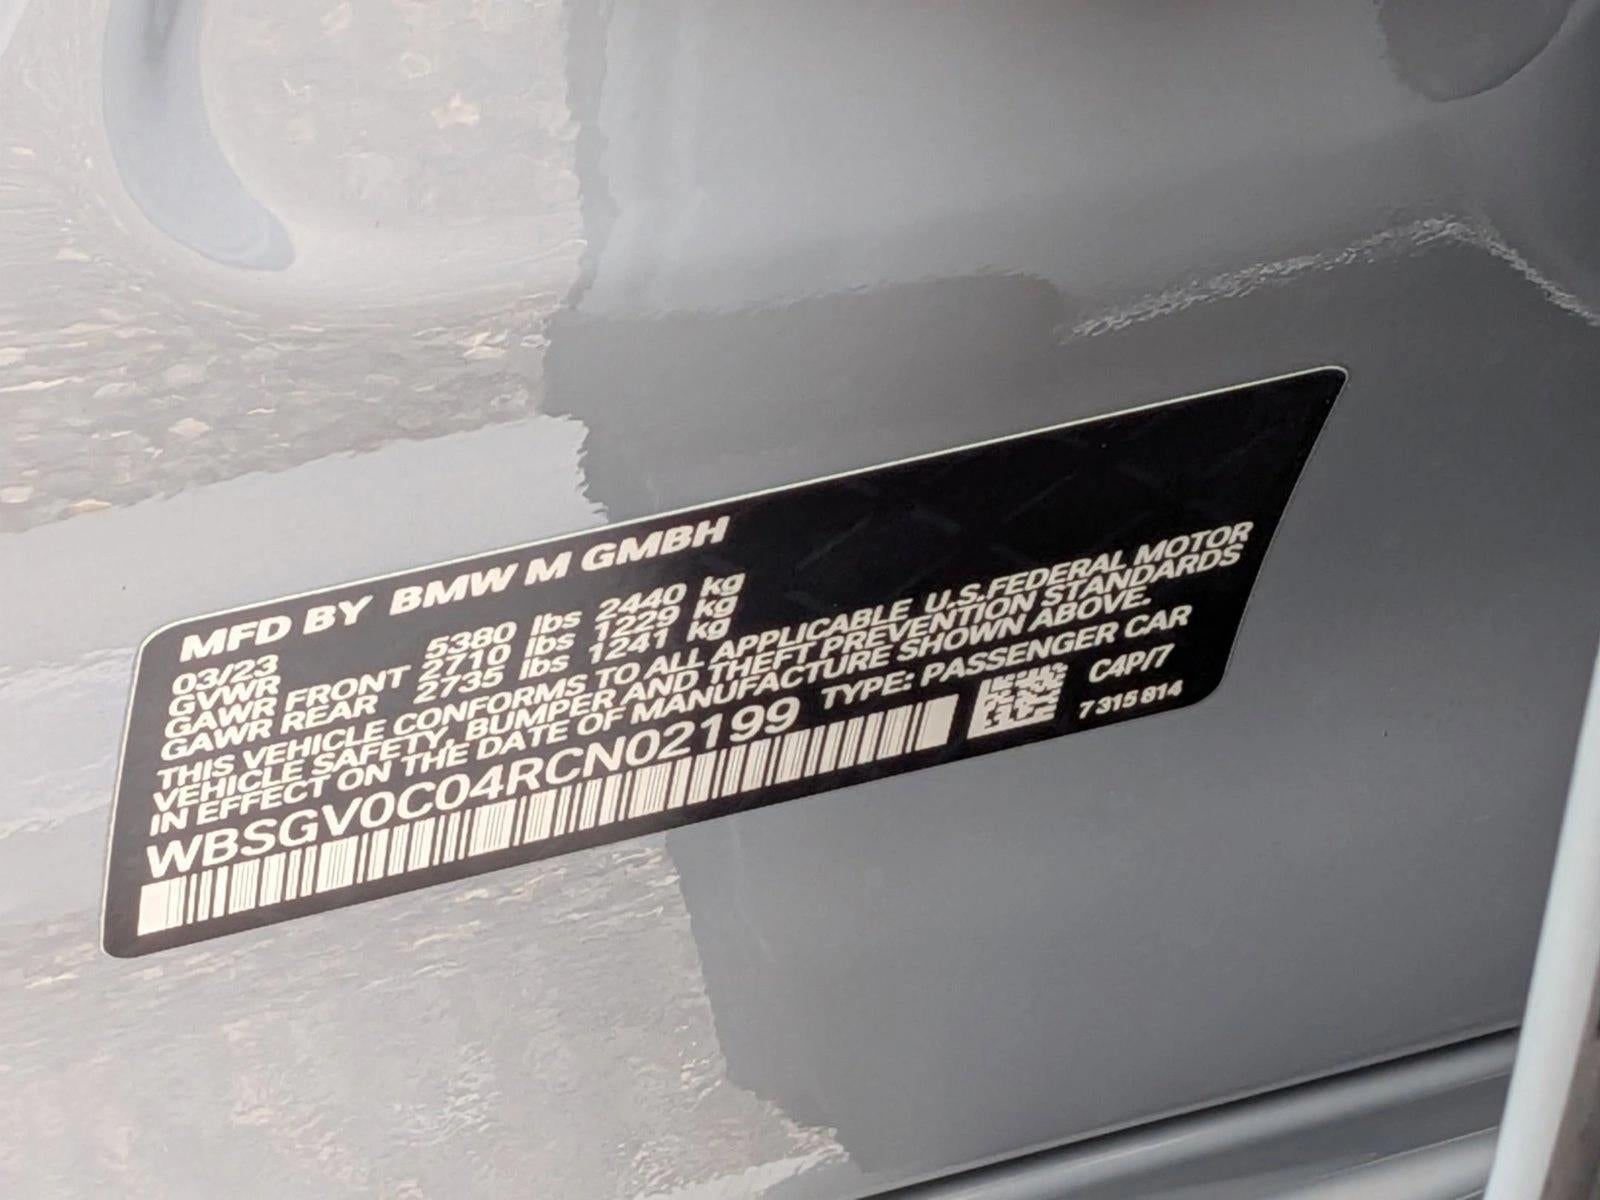 MFD BY BMW M GMBH
03/23
GVWR 5380 lbs 2440 kg
GAWR FRONT 2710 lbs 1229 kg
GAWR REAR 2735 lbs 1241 kg
THIS VEHICLE CONFORMS TO ALL APPLICABLE U.S.FEDERAL MOTOR
VEHICLE SAFETY, BUMPER AND THEFT PREVENTION STANDARDS
IN EFFECT ON THE DATE OF MANUFACTURE SHOWN ABOVE.
WBSGV0C04RCN02199 TYPE: PASSENGER CAR
C4P/7
7 315 814